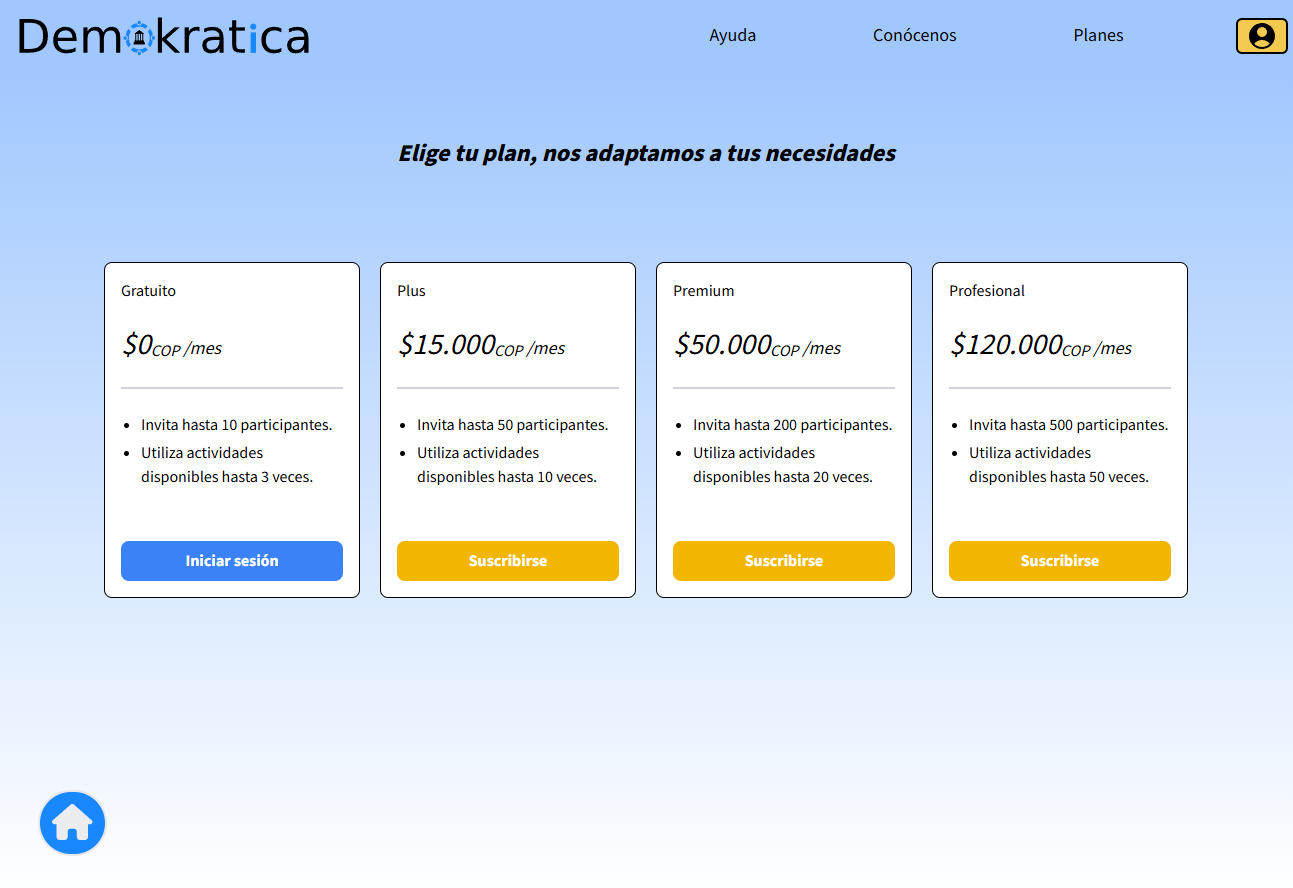 Demokratica
Ayuda
Conócenos
Planes
Elige tu plan, nos adaptamos a tus necesidades
Gratuito
$0COP /mes
Invita hasta 10 participantes.
Utiliza actividades
disponibles hasta 3 veces.
Iniciar sesión
Plus
$15.000COP /mes
Invita hasta 50 participantes.
Utiliza actividades
disponibles hasta 10 veces.
Suscribirse
Premium
$50.000COP /mes
Invita hasta 200 participantes.
Utiliza actividades
disponibles hasta 20 veces.
Suscribirse
Profesional
$120.000COP /mes
Invita hasta 500 participantes.
Utiliza actividades
disponibles hasta 50 veces.
Suscribirse